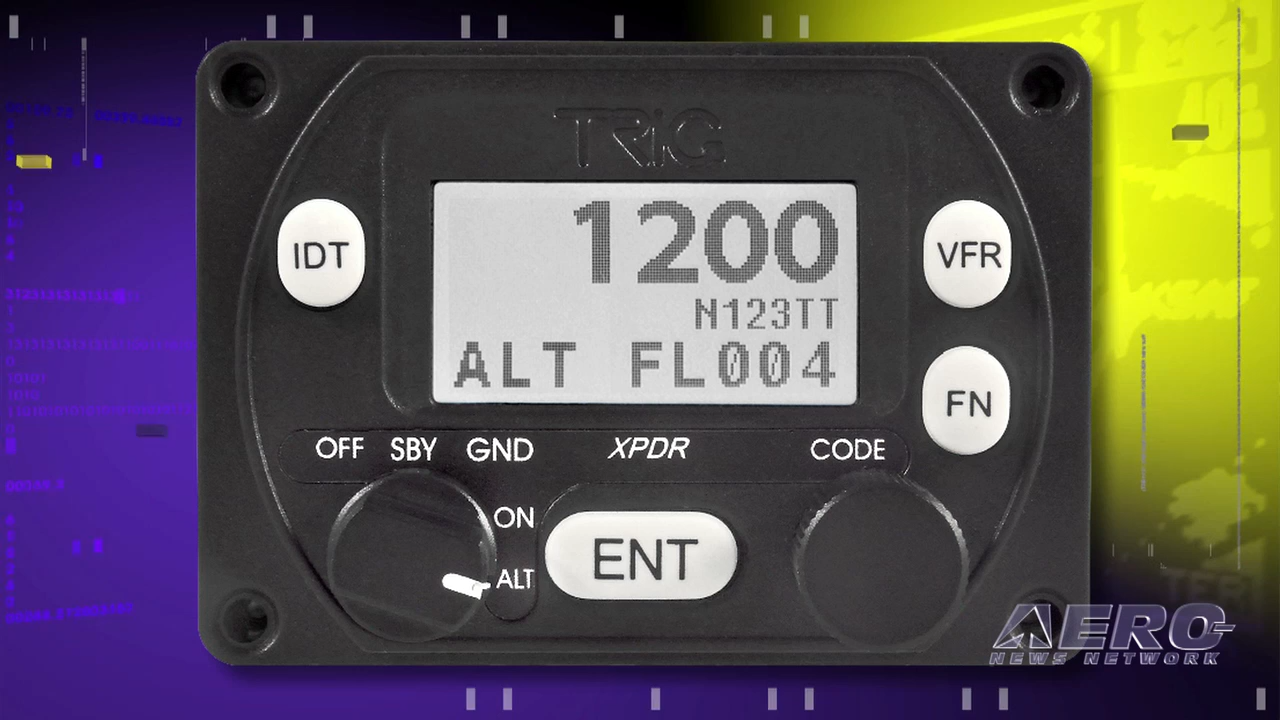 TRIG
1200
N123TT
ALT FL004
IDT
VFR
FN
OFF SBY GND XPDR CODE
ON
ALT
ENT
AERO
NEWS NETWORK